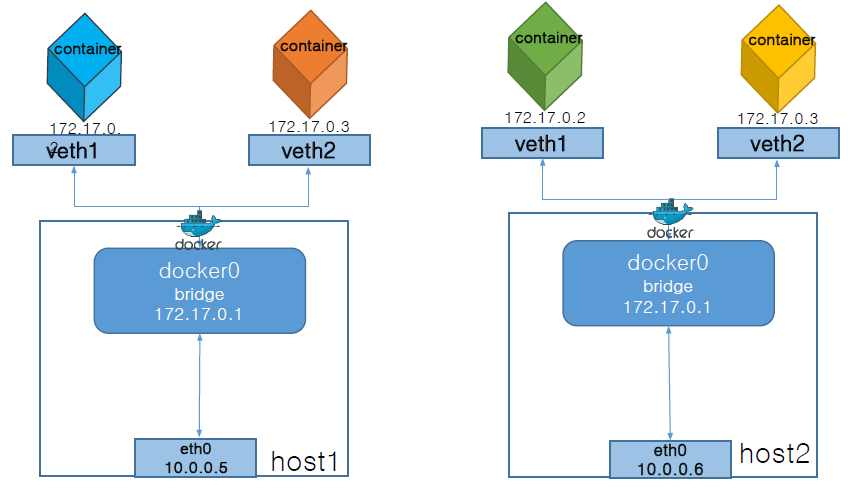 container
172.17.0.
2
veth1
container
172.17.0.3
veth2
docker
docker0
bridge
172.17.0.1
eth0
10.0.0.5
host1
container
172.17.0.2
veth1
container
172.17.0.3
veth2
docker
docker0
bridge
172.17.0.1
eth0
10.0.0.6
host2